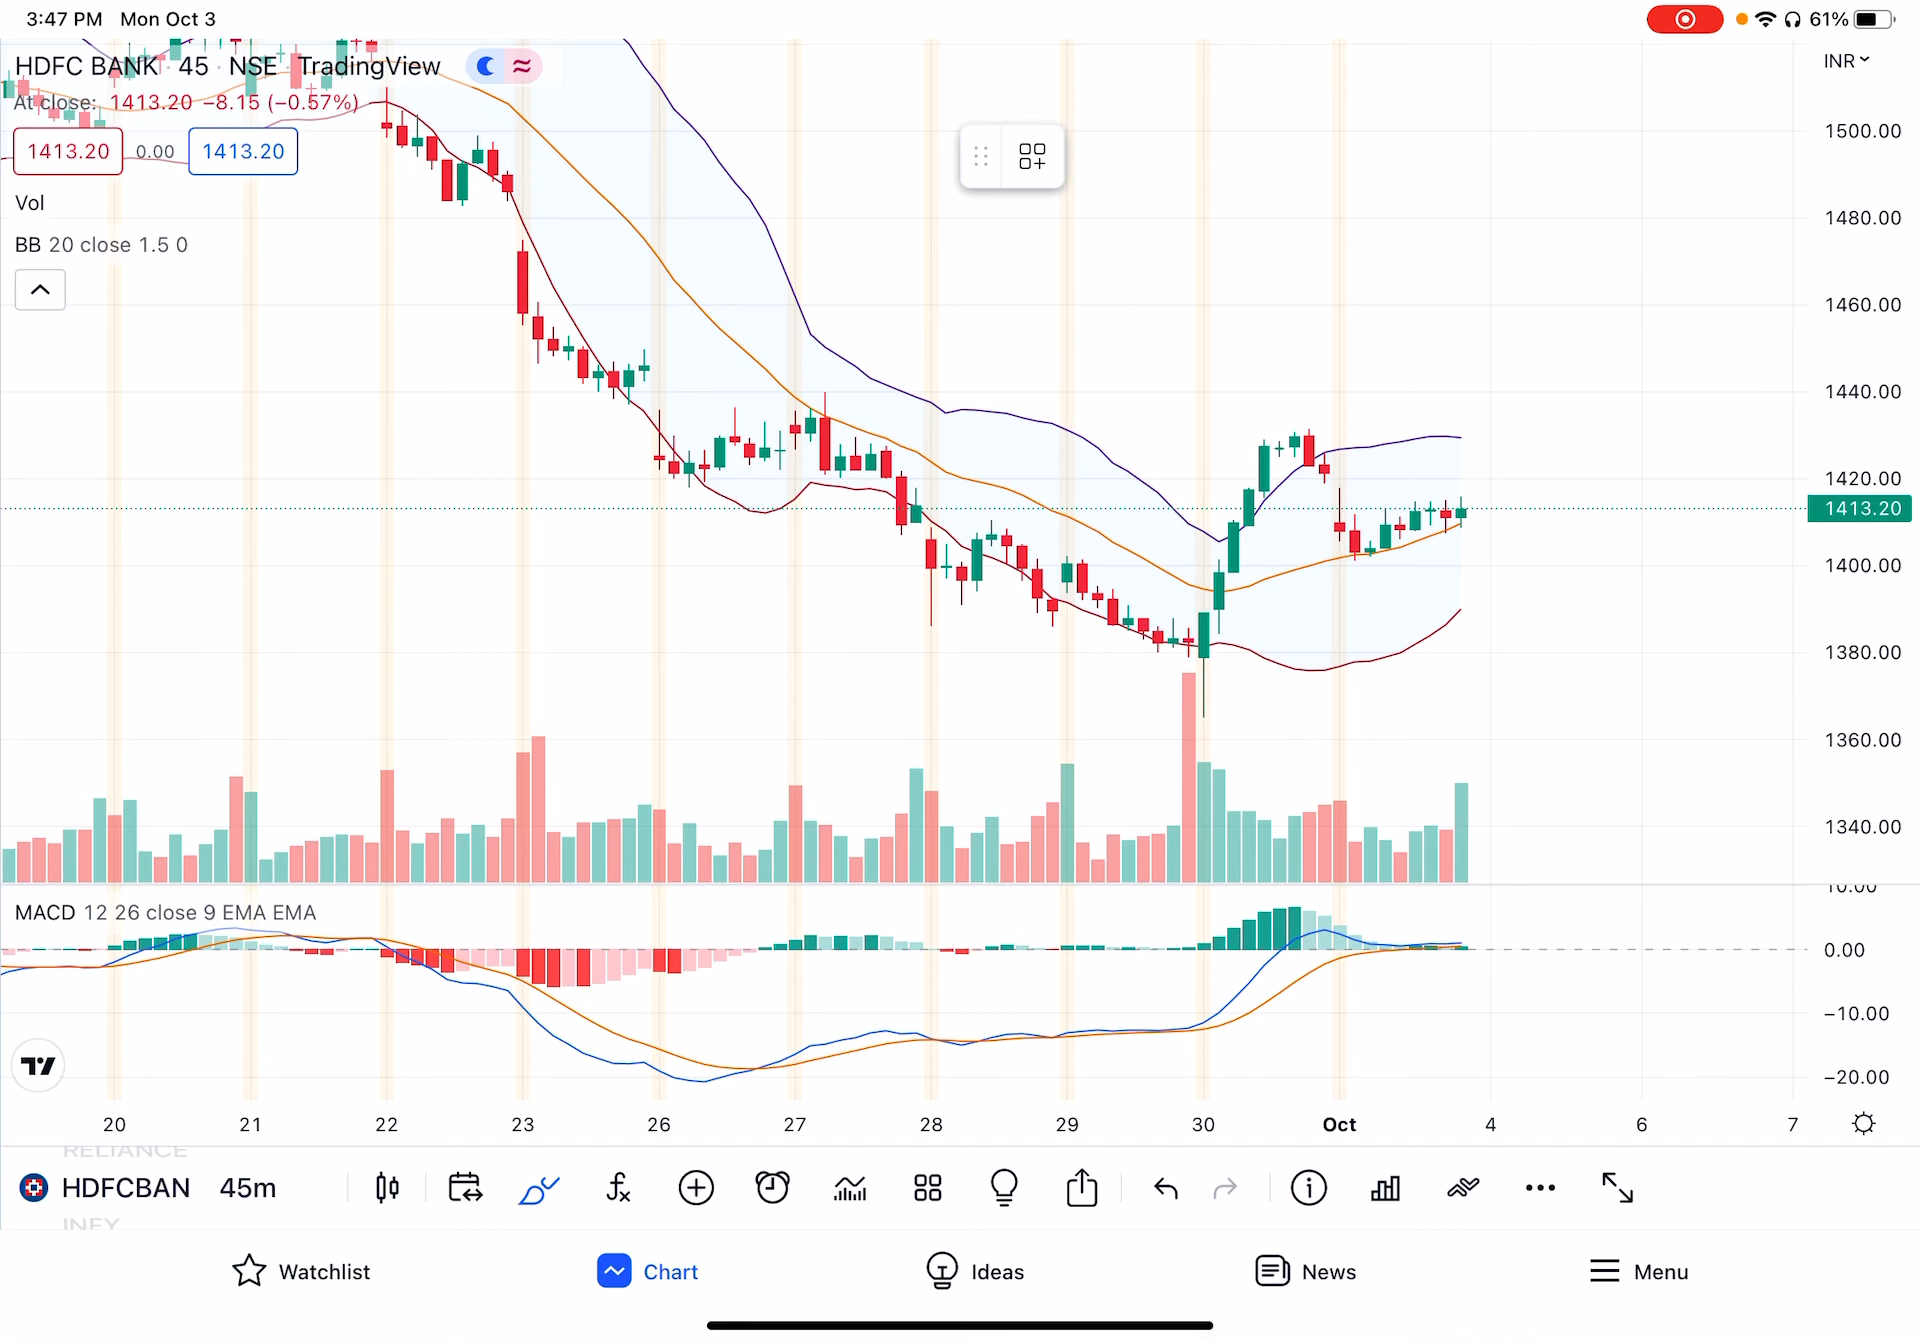 3:47 PM Mon Oct 3
61%
HDFC BANK · 45 · NSE TradingView
INR
At close: 1413.20 −8.15 (−0.57%)
1413.20 0.00 1413.20
Vol
BB 20 close 1.5 0
1500.00
1480.00
1460.00
1440.00
1420.00
1413.20
1400.00
1380.00
1360.00
1340.00
10.00
MACD 12 26 close 9 EMA EMA
0.00
−10.00
−20.00
20 21 22 23 26 27 28 29 30 Oct 4 6 7
RELIANCE
HDFCBAN 45m
INFY
Watchlist Chart Ideas News Menu